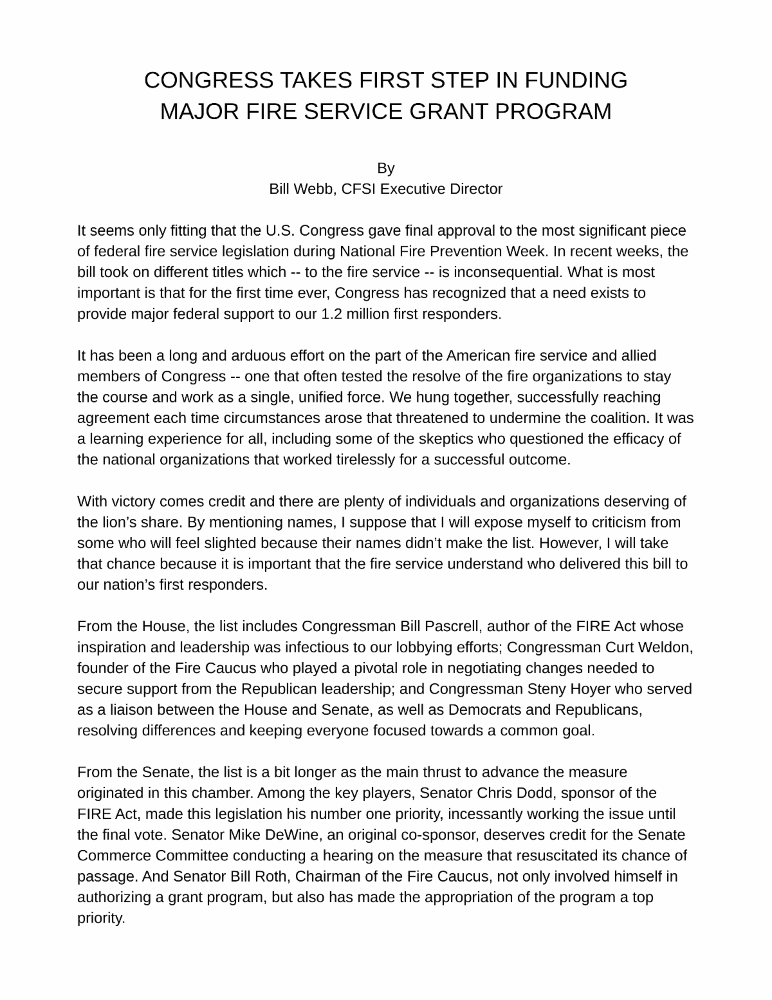 CONGRESS TAKES FIRST STEP IN FUNDING
MAJOR FIRE SERVICE GRANT PROGRAM
By
Bill Webb, CFSI Executive Director
It seems only fitting that the U.S. Congress gave final approval to the most significant piece
of federal fire service legislation during National Fire Prevention Week. In recent weeks, the
bill took on different titles which -- to the fire service -- is inconsequential. What is most
important is that for the first time ever, Congress has recognized that a need exists to
provide major federal support to our 1.2 million first responders.
It has been a long and arduous effort on the part of the American fire service and allied
members of Congress -- one that often tested the resolve of the fire organizations to stay
the course and work as a single, unified force. We hung together, successfully reaching
agreement each time circumstances arose that threatened to undermine the coalition. It was
a learning experience for all, including some of the skeptics who questioned the efficacy of
the national organizations that worked tirelessly for a successful outcome.
With victory comes credit and there are plenty of individuals and organizations deserving of
the lion’s share. By mentioning names, I suppose that I will expose myself to criticism from
some who will feel slighted because their names didn’t make the list. However, I will take
that chance because it is important that the fire service understand who delivered this bill to
our nation’s first responders.
From the House, the list includes Congressman Bill Pascrell, author of the FIRE Act whose
inspiration and leadership was infectious to our lobbying efforts; Congressman Curt Weldon,
founder of the Fire Caucus who played a pivotal role in negotiating changes needed to
secure support from the Republican leadership; and Congressman Steny Hoyer who served
as a liaison between the House and Senate, as well as Democrats and Republicans,
resolving differences and keeping everyone focused towards a common goal.
From the Senate, the list is a bit longer as the main thrust to advance the measure
originated in this chamber. Among the key players, Senator Chris Dodd, sponsor of the
FIRE Act, made this legislation his number one priority, incessantly working the issue until
the final vote. Senator Mike DeWine, an original co-sponsor, deserves credit for the Senate
Commerce Committee conducting a hearing on the measure that resuscitated its chance of
passage. And Senator Bill Roth, Chairman of the Fire Caucus, not only involved himself in
authorizing a grant program, but also has made the appropriation of the program a top
priority.